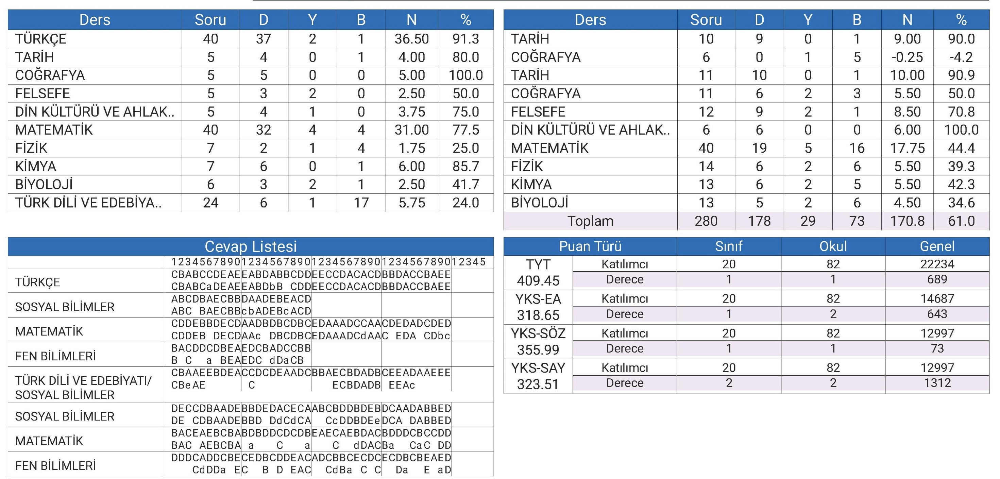 Ders Soru D Y B N %
TÜRKÇE 40 37 2 1 36.50 91.3
TARİH 5 4 0 1 4.00 80.0
COĞRAFYA 5 5 0 0 5.00 100.0
FELSEFE 5 3 2 0 2.50 50.0
DİN KÜLTÜRÜ VE AHLAK.. 5 4 1 0 3.75 75.0
MATEMATİK 40 32 4 4 31.00 77.5
FİZİK 7 2 1 4 1.75 25.0
KİMYA 7 6 0 1 6.00 85.7
BİYOLOJİ 6 3 2 1 2.50 41.7
TÜRK DİLİ VE EDEBİYA.. 24 6 1 17 5.75 24.0
Ders Soru D Y B N %
TARİH 10 9 0 1 9.00 90.0
COĞRAFYA 6 0 1 5 -0.25 -4.2
TARİH 11 10 0 1 10.00 90.9
COĞRAFYA 11 6 2 3 5.50 50.0
FELSEFE 12 9 2 1 8.50 70.8
DİN KÜLTÜRÜ VE AHLAK.. 6 6 0 0 6.00 100.0
MATEMATİK 40 19 5 16 17.75 44.4
FİZİK 14 6 2 6 5.50 39.3
KİMYA 13 6 2 5 5.50 42.3
BİYOLOJİ 13 5 2 6 4.50 34.6
Toplam 280 178 29 73 170.8 61.0
Cevap Listesi
1234567890 1234567890 1234567890 1234567890 12345
TÜRKÇE
CBABCCDEAE EABDABBCDD EECCDACACD BBDACCBAEE
CBABCaDEAE EABDbB CDD EECCDACACD BBDACCBAEE
SOSYAL BİLİMLER
ABCDBAECBB DAADEBEACD
ABC BAECBB cbADEBcACD
MATEMATİK
CDDEBBDECD AADBDBCDBC EDAAADCCAA CDEDADCDED
CDDEB DECD AAc DBCDBC EDAAADCdAA C EDA CDbc
FEN BİLİMLERİ
BACDDCDBEA EDCBADCCBB
B C  a BEA EDC dDaCB
TÜRK DİLİ VE EDEBİYATI/
SOSYAL BİLİMLER
CBAAEEBDEA CCDCDEAADC BBAECBDADB CEEADAAEEE
CBeAE  C  ECBDADB  EEAc
SOSYAL BİLİMLER
DECCDBAADE BBDEDACECA ABCBDDBDEB DCAADABBED
DE CDBAADE BBD DdCdCA  CcDDBDEe DCA DABBED
MATEMATİK
BACEAEBCBA BDBDDCDCDB EAECAEBDAC BDDDCBCCDD
BAC AEBCBA  a   C   a   C  dDAC Ba  CaC DD
FEN BİLİMLERİ
DDDCADDCBE CEDBCDDEAC ADCBBCECDC ECDBCBEAED
CdDDa E C  B D EAC  CdBa C C  Da  E aD
Puan Türü Sınıf Okul Genel
TYT Katılımcı 20 82 22234
409.45 Derece 1 1 689
YKS-EA Katılımcı 20 82 14687
318.65 Derece 1 2 643
YKS-SÖZ Katılımcı 20 82 12997
355.99 Derece 1 1 73
YKS-SAY Katılımcı 20 82 12997
323.51 Derece 2 2 1312